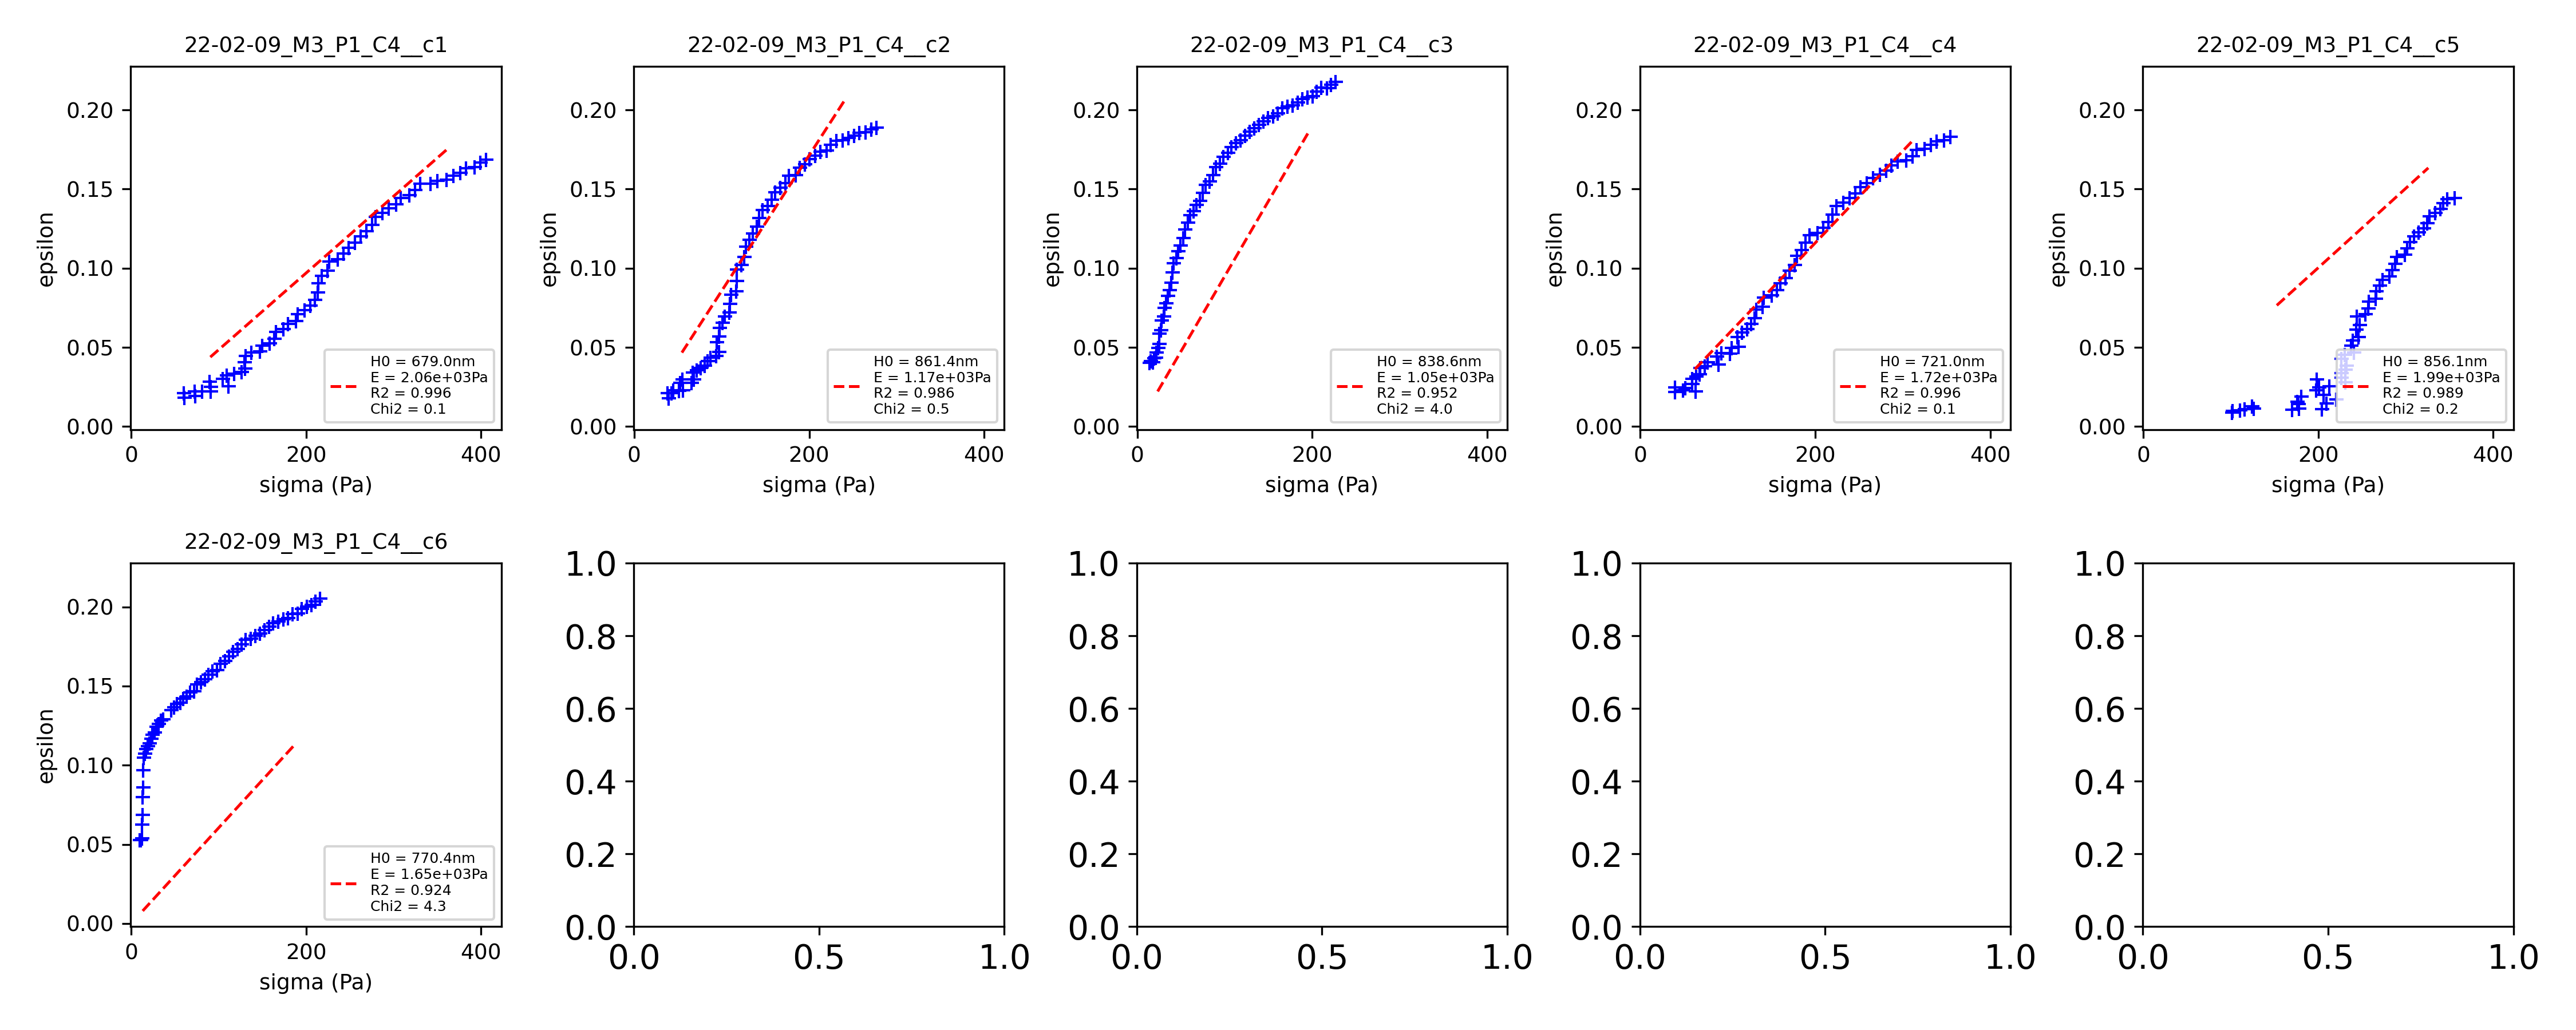 22-02-09_M3_P1_C4__c1
0.20
0.15
0.10
0.05
0.00
epsilon
H0 = 679.0nm
E = 2.06e+03Pa
R2 = 0.996
Chi2 = 0.1
0 200 400
sigma (Pa)
22-02-09_M3_P1_C4__c2
0.20
0.15
0.10
0.05
0.00
epsilon
H0 = 861.4nm
E = 1.17e+03Pa
R2 = 0.986
Chi2 = 0.5
0 200 400
sigma (Pa)
22-02-09_M3_P1_C4__c3
0.20
0.15
0.10
0.05
0.00
epsilon
H0 = 838.6nm
E = 1.05e+03Pa
R2 = 0.952
Chi2 = 4.0
0 200 400
sigma (Pa)
22-02-09_M3_P1_C4__c4
0.20
0.15
0.10
0.05
0.00
epsilon
H0 = 721.0nm
E = 1.72e+03Pa
R2 = 0.996
Chi2 = 0.1
0 200 400
sigma (Pa)
22-02-09_M3_P1_C4__c5
0.20
0.15
0.10
0.05
0.00
epsilon
H0 = 856.1nm
E = 1.99e+03Pa
R2 = 0.989
Chi2 = 0.2
0 200 400
sigma (Pa)
22-02-09_M3_P1_C4__c6
0.20
0.15
0.10
0.05
0.00
epsilon
H0 = 770.4nm
E = 1.65e+03Pa
R2 = 0.924
Chi2 = 4.3
0 200 400
sigma (Pa)
1.0
0.8
0.6
0.4
0.2
0.0
0.0 0.5 1.0
1.0
0.8
0.6
0.4
0.2
0.0
0.0 0.5 1.0
1.0
0.8
0.6
0.4
0.2
0.0
0.0 0.5 1.0
1.0
0.8
0.6
0.4
0.2
0.0
0.0 0.5 1.0